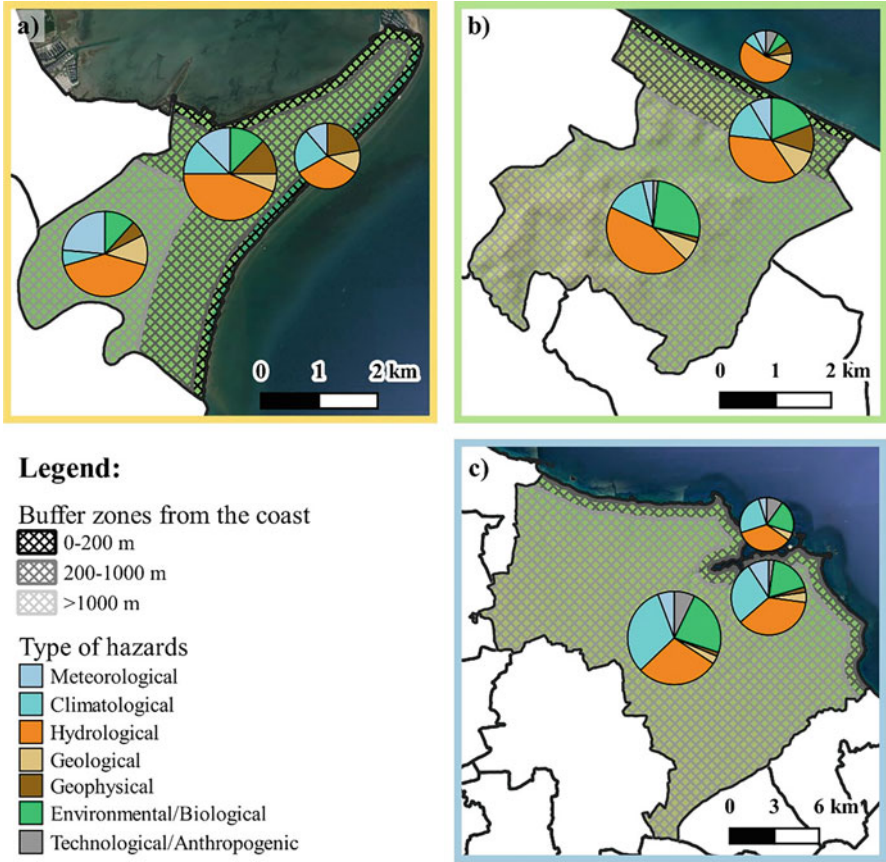 a)
0 1 2 km
b)
0 1 2 km
Legend:
Buffer zones from the coast
0-200 m
200-1000 m
>1000 m
Type of hazards
Meteorological
Climatological
Hydrological
Geological
Geophysical
Environmental/Biological
Technological/Anthropogenic
c)
0 3 6 km